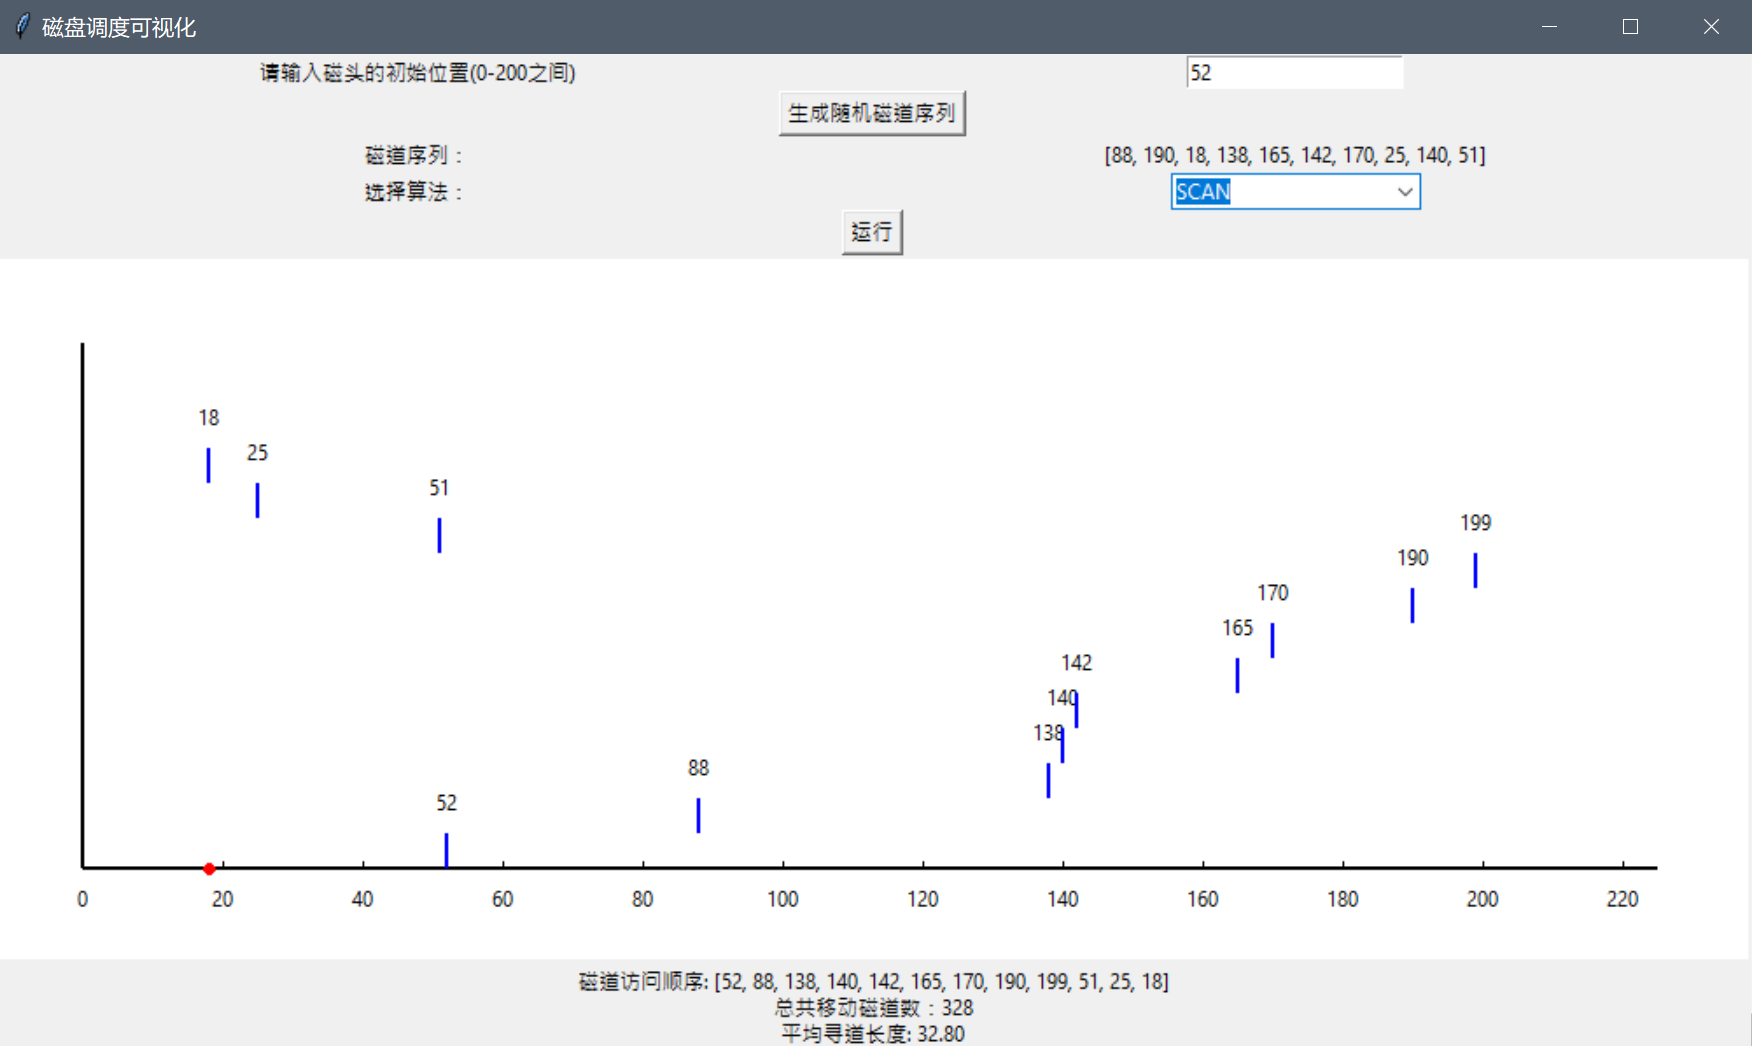 磁盘调度可视化
请输入磁头的初始位置(0-200之间) 52
生成随机磁道序列
磁道序列： [88, 190, 18, 138, 165, 142, 170, 25, 140, 51]
选择算法： SCAN
运行
18
25
51
199
190
170
165
142
140
138
88
52
0 20 40 60 80 100 120 140 160 180 200 220
磁道访问顺序: [52, 88, 138, 140, 142, 165, 170, 190, 199, 51, 25, 18]
总共移动磁道数：328
平均寻道长度: 32.80